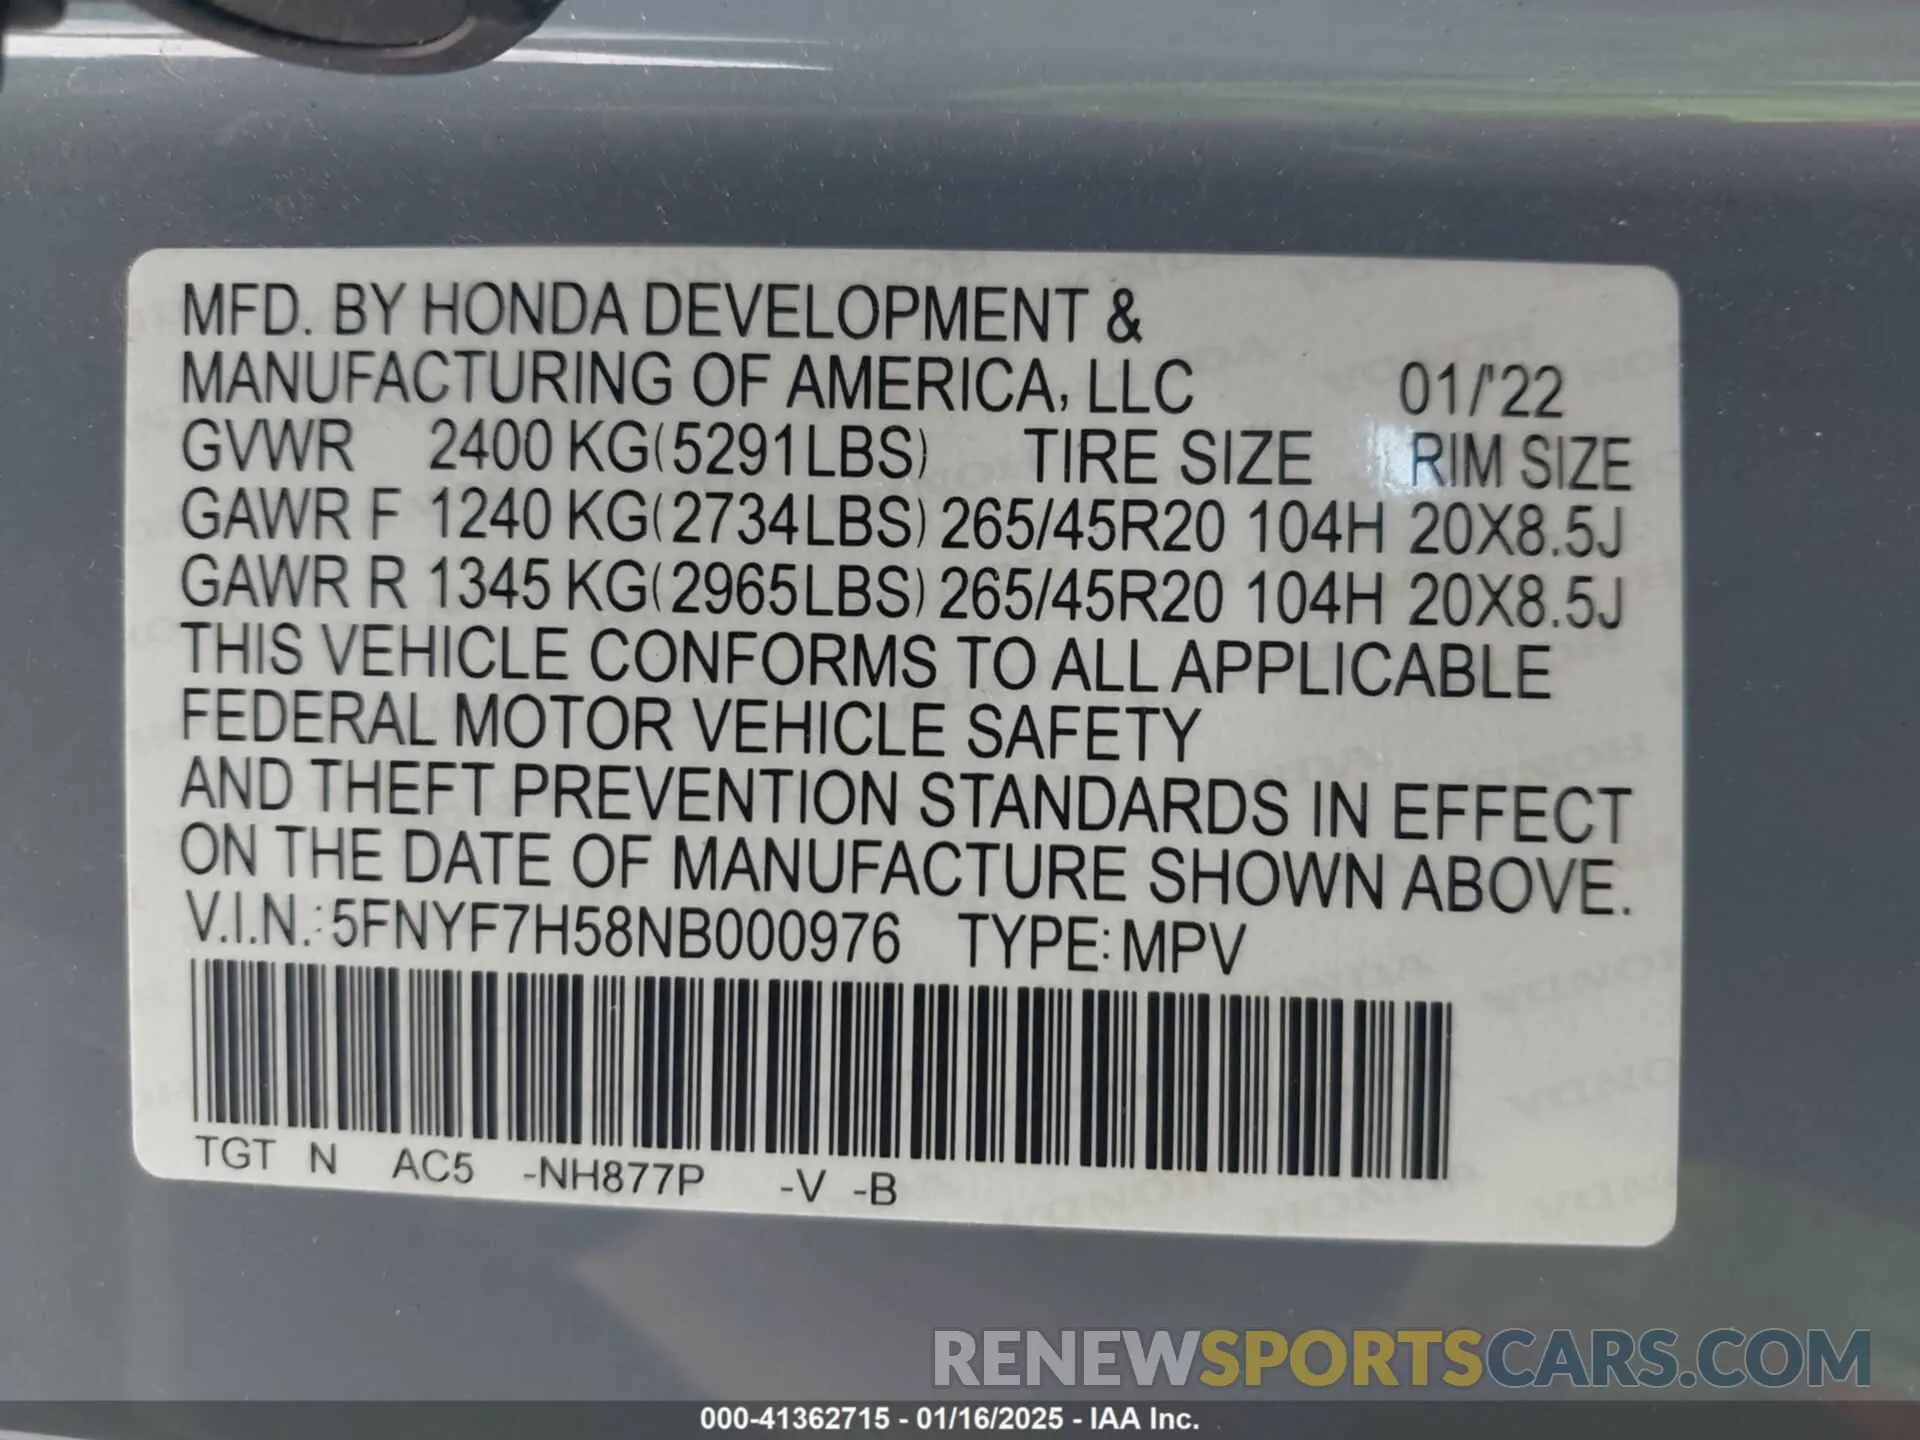 MFD. BY HONDA DEVELOPMENT &
MANUFACTURING OF AMERICA, LLC 01/'22
GVWR 2400 KG(5291LBS) TIRE SIZE RIM SIZE
GAWR F 1240 KG(2734LBS) 265/45R20 104H 20X8.5J
GAWR R 1345 KG(2965LBS) 265/45R20 104H 20X8.5J
THIS VEHICLE CONFORMS TO ALL APPLICABLE
FEDERAL MOTOR VEHICLE SAFETY
AND THEFT PREVENTION STANDARDS IN EFFECT
ON THE DATE OF MANUFACTURE SHOWN ABOVE.
V.I.N.: 5FNYF7H58NB000976 TYPE: MPV
TGT N AC5 -NH877P -V -B
RENEWSPORTSCARS.COM
000-41362715 - 01/16/2025 - IAA Inc.